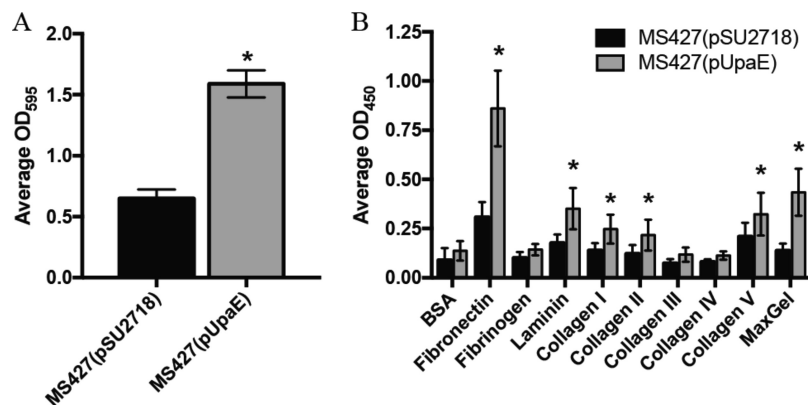 A
Average OD595
2.0
1.5
1.0
0.5
0.0
*
MS427(pSU2718)
MS427(pUpaE)
B
Average OD450
1.25
1.00
0.75
0.50
0.25
0.00
MS427(pSU2718)
MS427(pUpaE)
*
*
*
*
*
*
BSA
Fibronectin
Fibrinogen
Laminin
Collagen I
Collagen II
Collagen III
Collagen IV
Collagen V
MaxGel